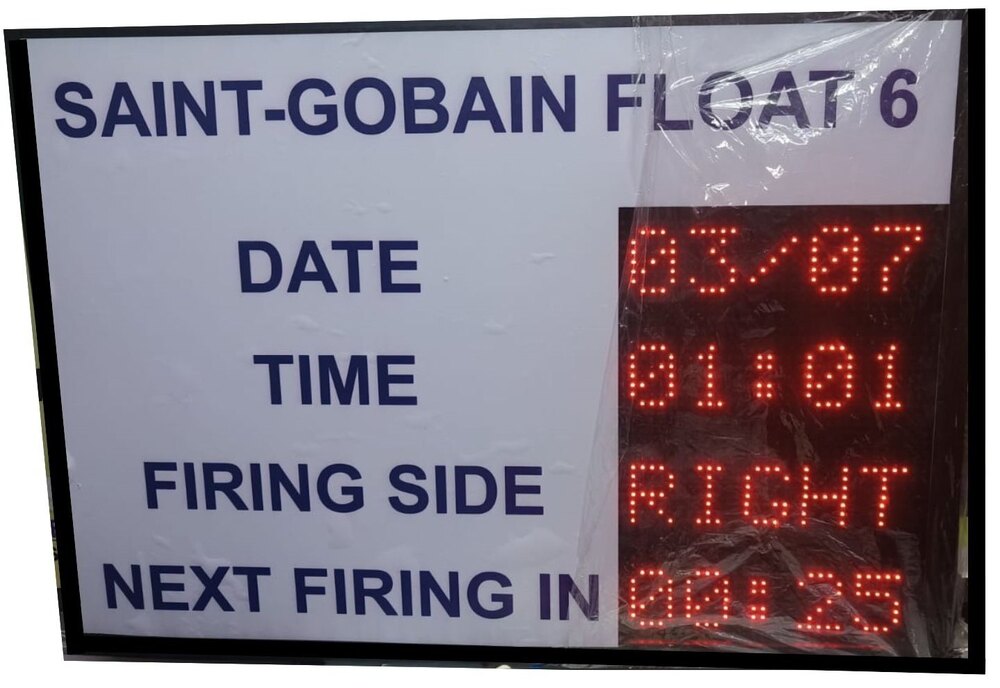 SAINT-GOBAIN FLOAT 6
DATE 03/07
TIME 01:01
FIRING SIDE RIGHT
NEXT FIRING IN 00:25